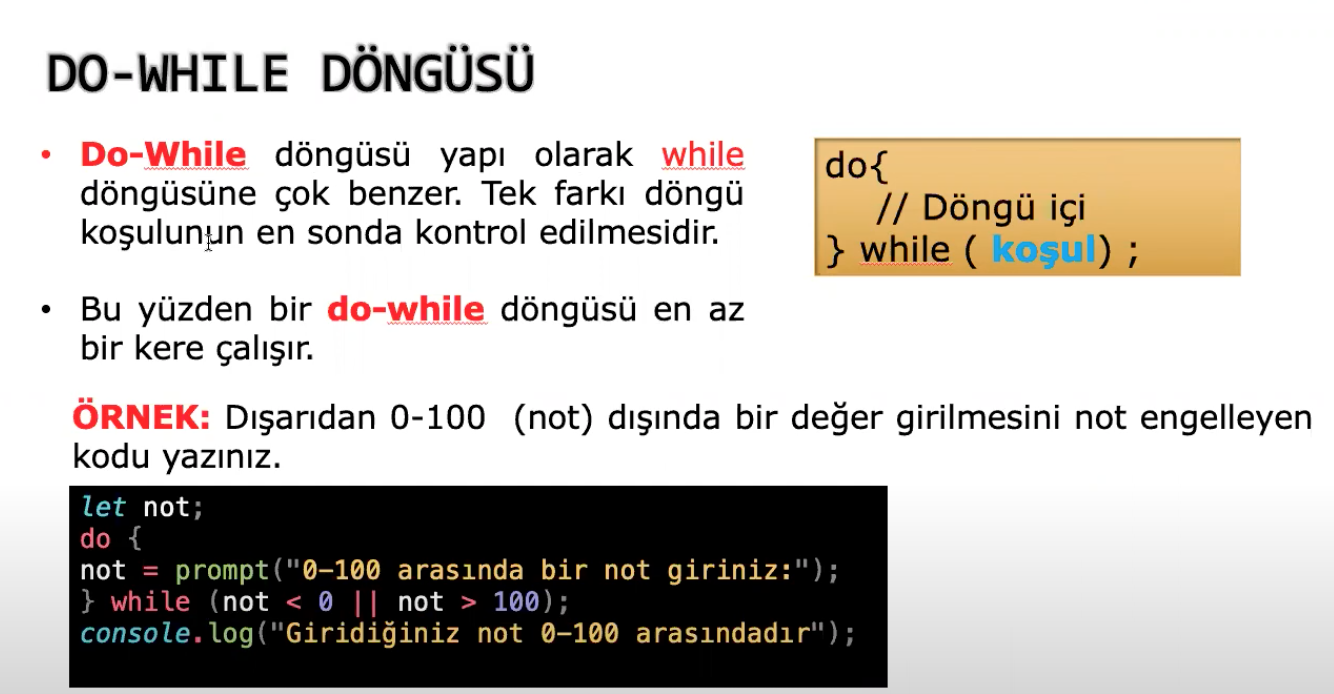 DO-WHILE DÖNGÜSÜ
• Do-While döngüsü yapı olarak while
döngüsüne çok benzer. Tek farkı döngü
koşulunun en sonda kontrol edilmesidir.
• Bu yüzden bir do-while döngüsü en az
bir kere çalışır.
do{
// Döngü içi
} while ( koşul) ;
ÖRNEK: Dışarıdan 0-100 (not) dışında bir değer girilmesini not engelleyen
kodu yazınız.
let not;
do {
not = prompt("0-100 arasında bir not giriniz:");
} while (not < 0 || not > 100);
console.log("Giridiğiniz not 0-100 arasındadır");